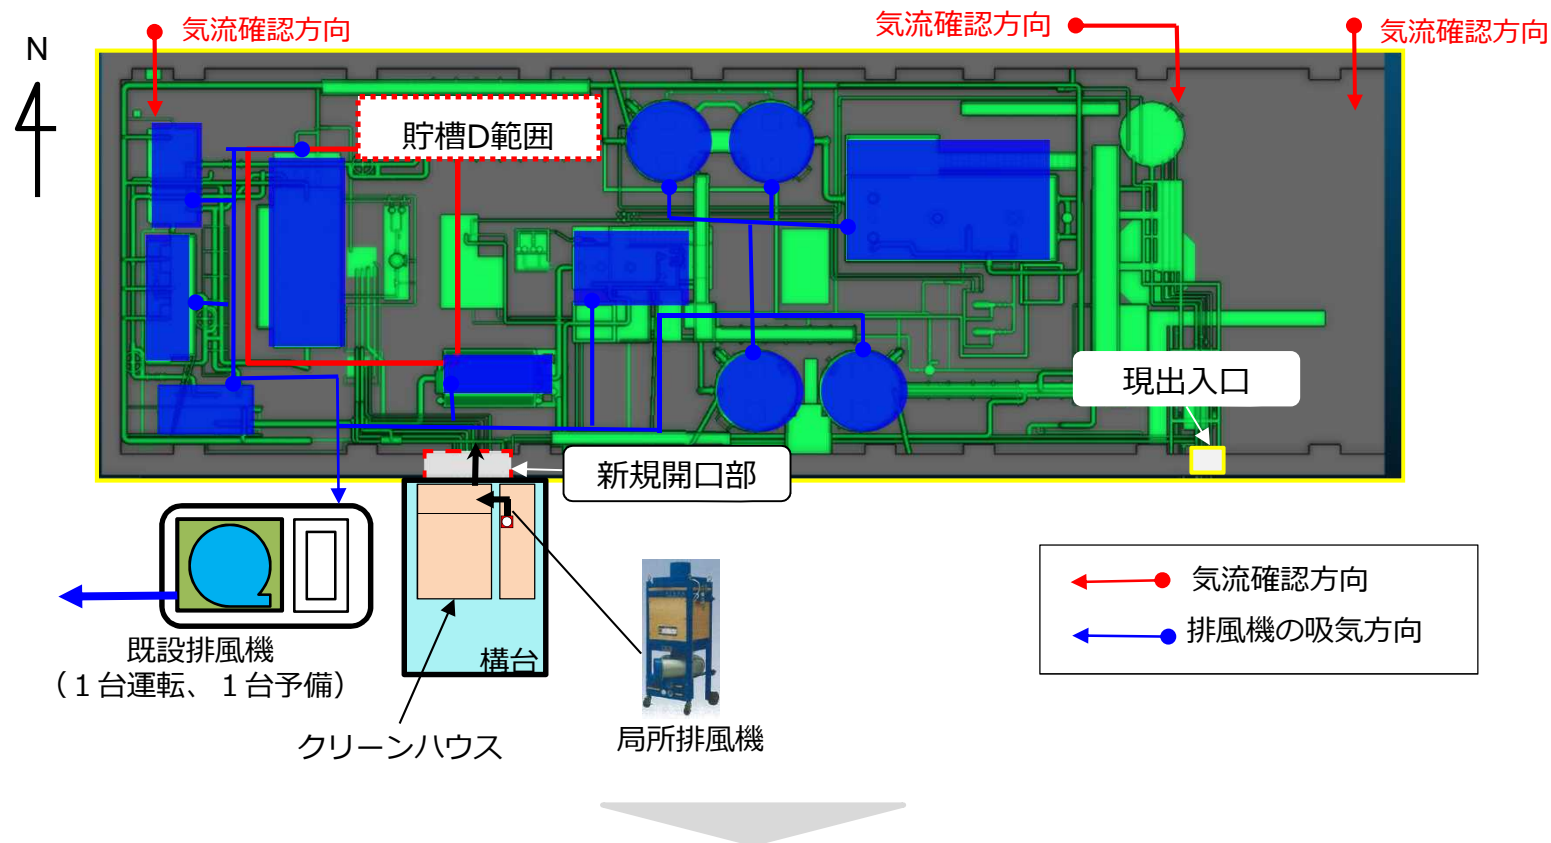 気流確認方向
気流確認方向
気流確認方向
N
貯槽D範囲
現出入口
新規開口部
気流確認方向
排風機の吸気方向
既設排風機
（１台運転、１台予備）
構台
クリーンハウス
局所排風機